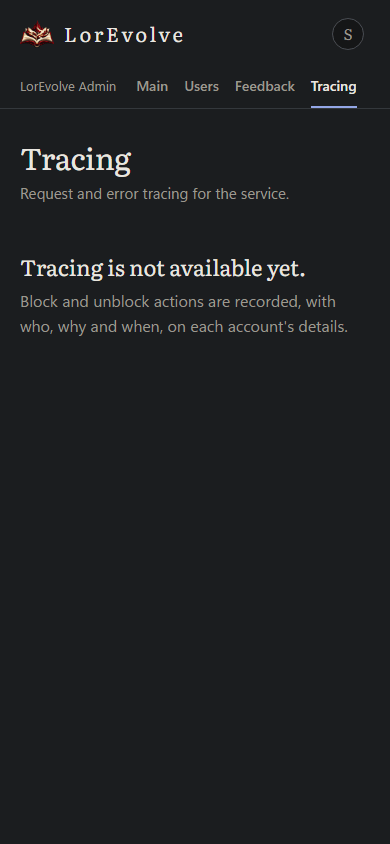 LorEvolve
S
LorEvolve Admin Main Users Feedback Tracing
Tracing
Request and error tracing for the service.
Tracing is not available yet.
Block and unblock actions are recorded, with
who, why and when, on each account's details.